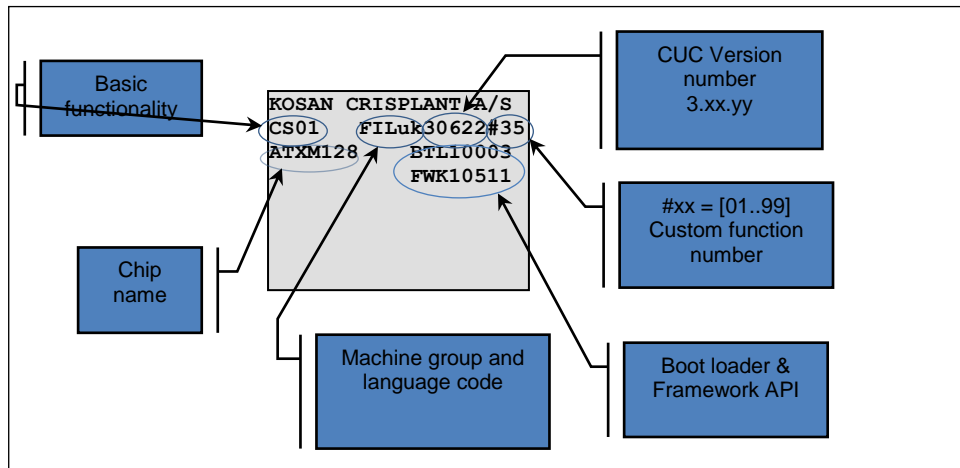 Basic
functionality
CUC Version
number
3.xx.yy
KOSAN CRISPLANT A/S
CS01 FILuk30622#35
ATXM128 BTL10003
FWK10511
#xx = [01..99]
Custom function
number
Chip
name
Machine group and
language code
Boot loader &
Framework API